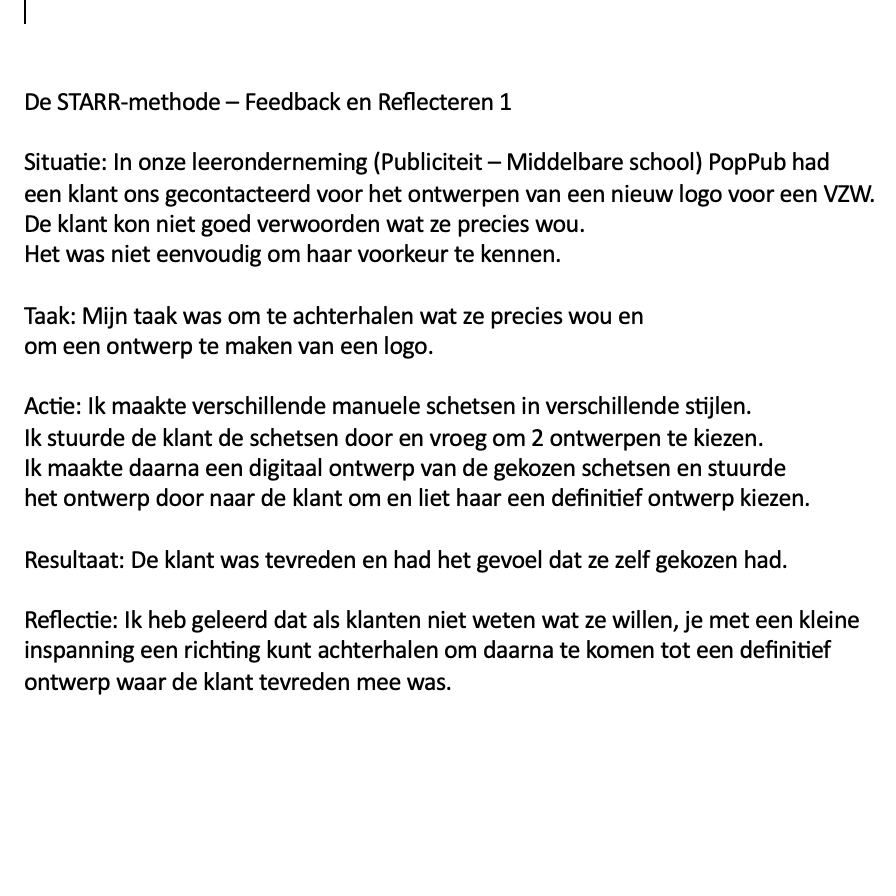 De STARR-methode – Feedback en Reflecteren 1
Situatie: In onze leeronderneming (Publiciteit – Middelbare school) PopPub had
een klant ons gecontacteerd voor het ontwerpen van een nieuw logo voor een VZW.
De klant kon niet goed verwoorden wat ze precies wou.
Het was niet eenvoudig om haar voorkeur te kennen.
Taak: Mijn taak was om te achterhalen wat ze precies wou en
om een ontwerp te maken van een logo.
Actie: Ik maakte verschillende manuele schetsen in verschillende stijlen.
Ik stuurde de klant de schetsen door en vroeg om 2 ontwerpen te kiezen.
Ik maakte daarna een digitaal ontwerp van de gekozen schetsen en stuurde
het ontwerp door naar de klant om en liet haar een definitief ontwerp kiezen.
Resultaat: De klant was tevreden en had het gevoel dat ze zelf gekozen had.
Reflectie: Ik heb geleerd dat als klanten niet weten wat ze willen, je met een kleine
inspanning een richting kunt achterhalen om daarna te komen tot een definitief
ontwerp waar de klant tevreden mee was.